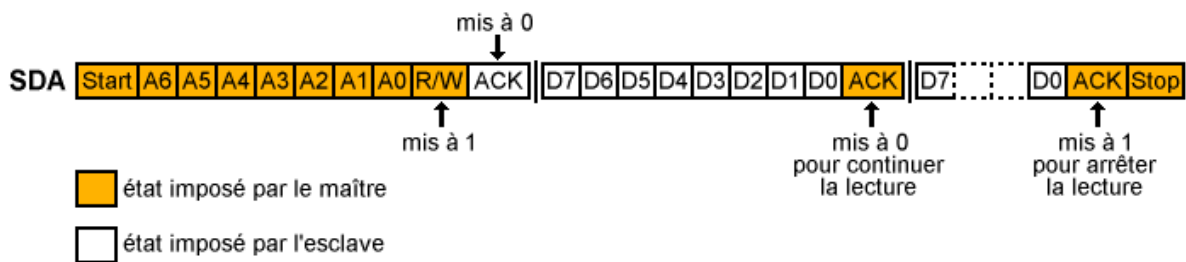 mis à 0
SDA Start A6 A5 A4 A3 A2 A1 A0 R/W ACK D7 D6 D5 D4 D3 D2 D1 D0 ACK D7 D0 ACK Stop
mis à 1
mis à 0
pour continuer
la lecture
mis à 1
pour arrêter
la lecture
état imposé par le maître
état imposé par l'esclave